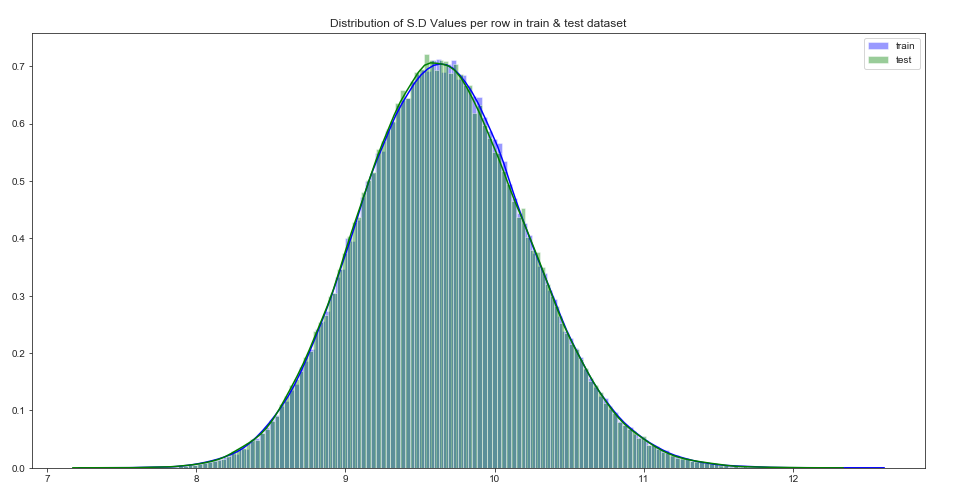 Distribution of S.D Values per row in train & test dataset
train
test
0.7
0.6
0.5
0.4
0.3
0.2
0.1
0.0
7 8 9 10 11 12